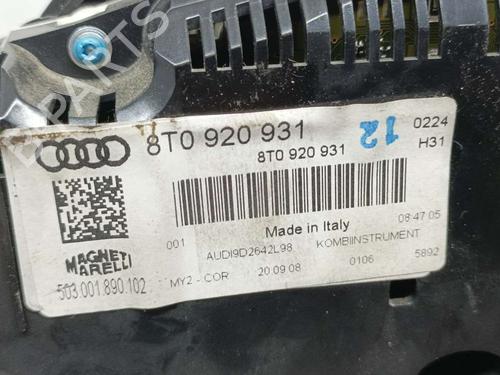 B-PARTS
8T0 920 931
8T0 920 931
12
0224
H31
001
Made in Italy
08:47:05
AUDI9D2642L98
KOMBIINSTRUMENT
MAGNETI
MARELLI
503.001.890.102
MY2 - COR
20 09 08
0106
5892